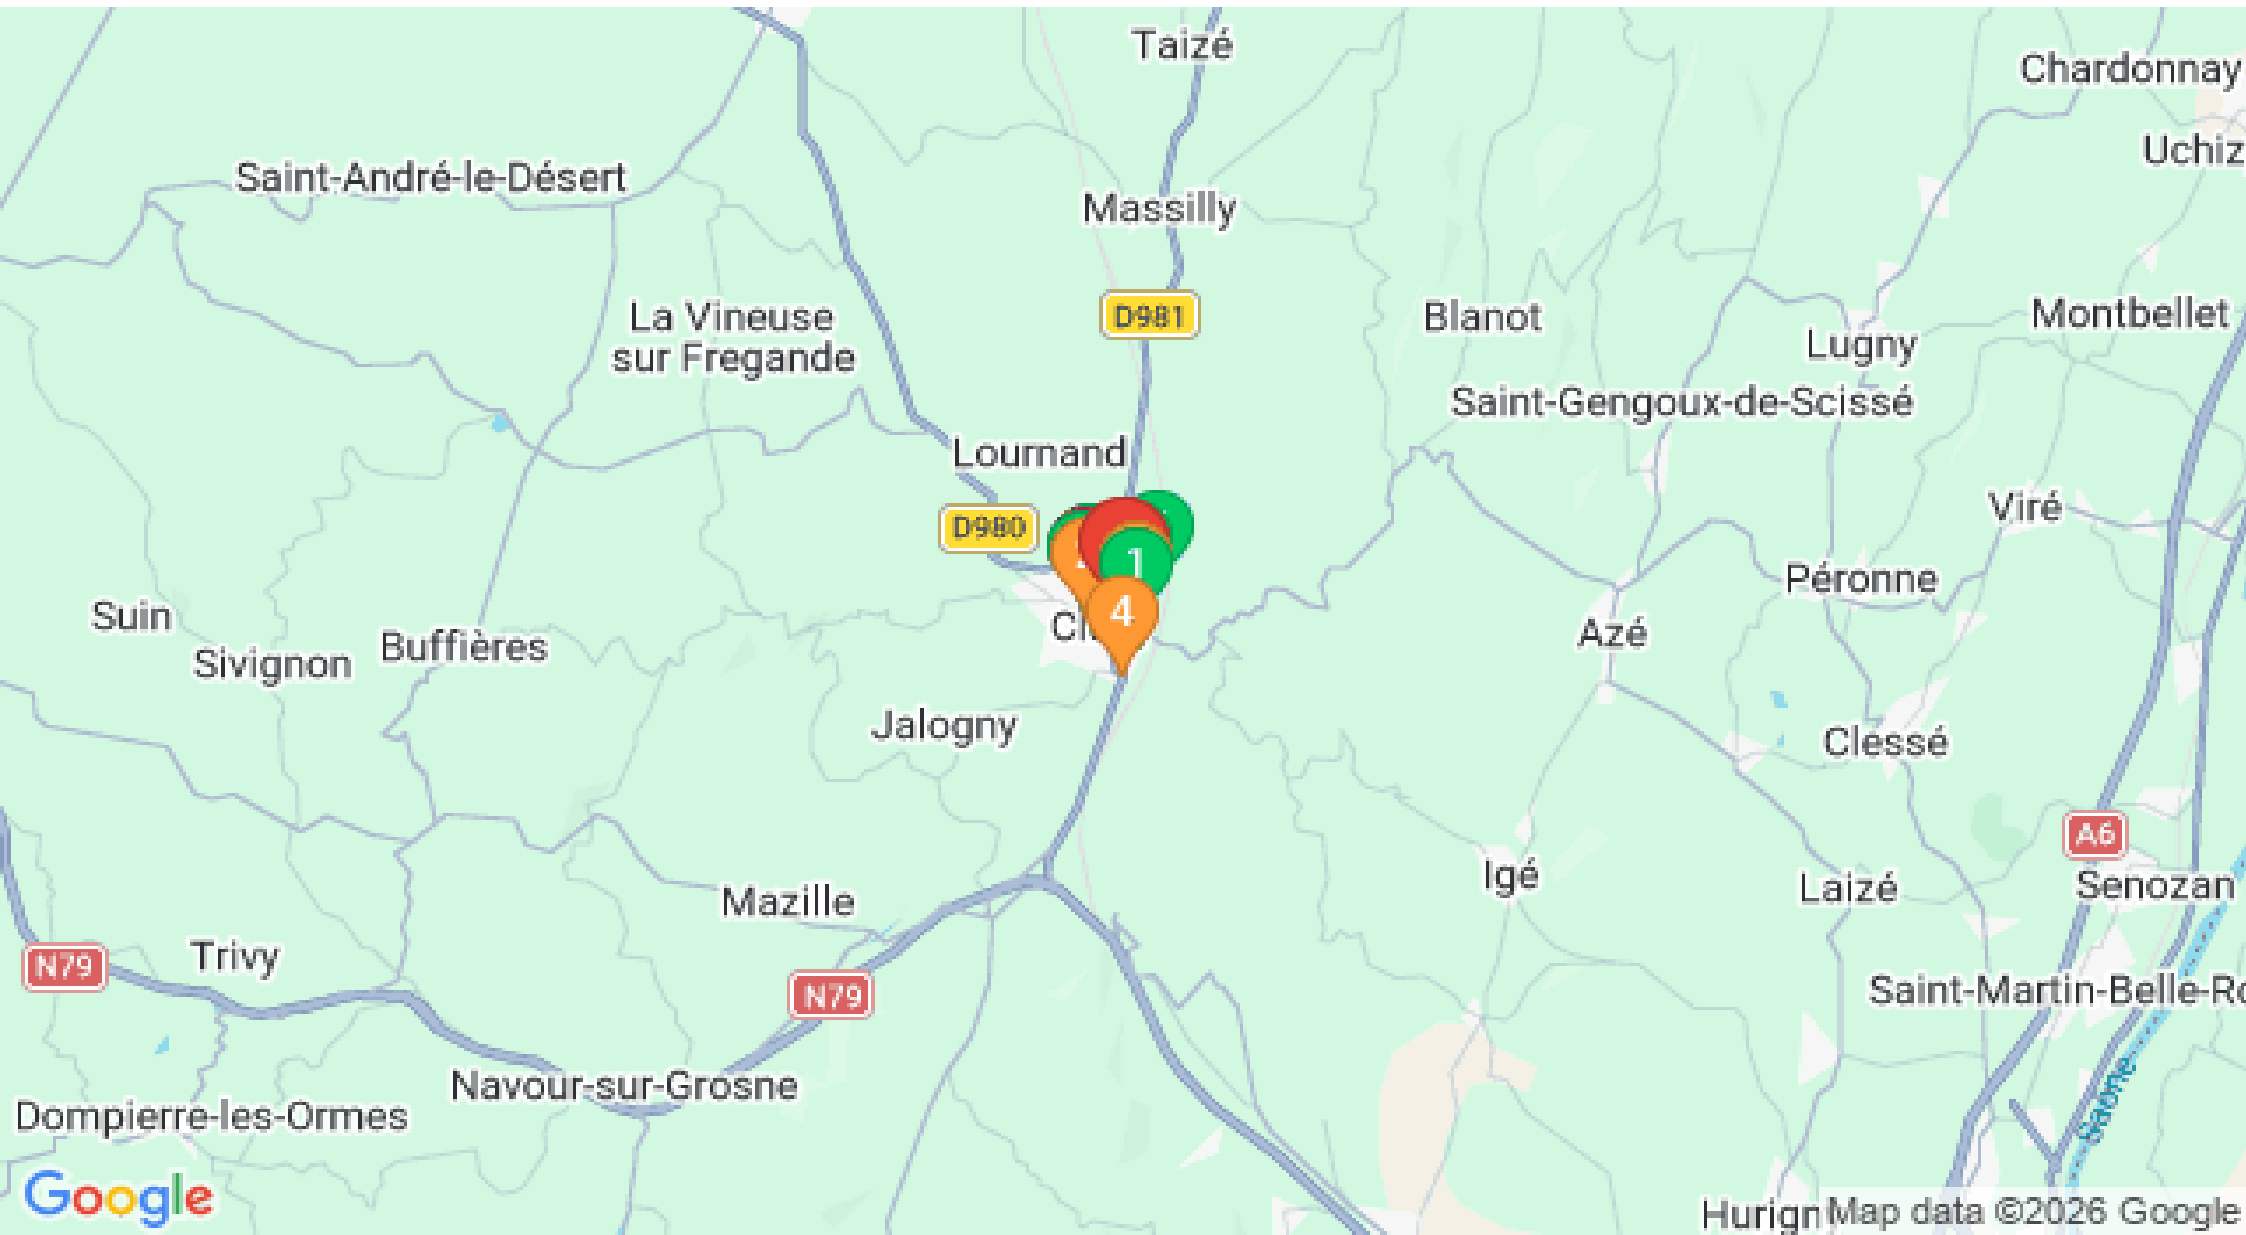 Taizé
Chardonnay
Uchiz
Saint-André-le-Désert
Massilly
La Vineuse
sur Fregande
D981
Blanot
Montbellet
Lugny
Saint-Gengoux-de-Scissé
Lournand
D980
Viré
1
Péronne
4
Suin
Sivignon
Buffières
Cl
Azé
Jalogny
Clessé
A6
Igé
Laizé
Senozan
Mazille
N79
Trivy
N79
Saint-Martin-Belle-Ro
Navour-sur-Grosne
Dompierre-les-Ormes
Saône
Google
Hurign
Map data ©2026 Google